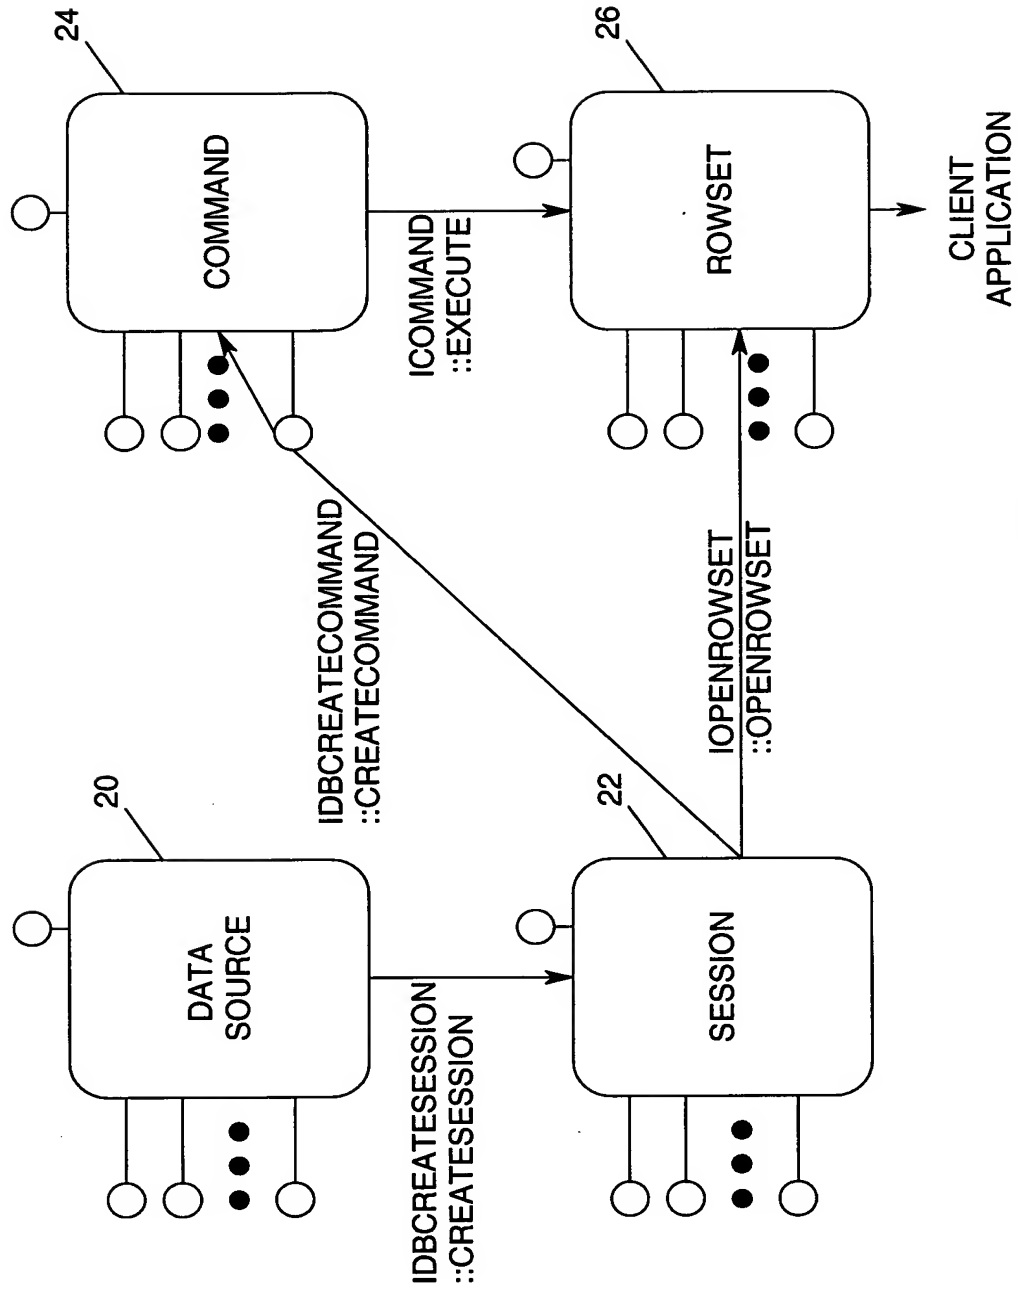 20
DATA
SOURCE
IDBCREATESESSION
::CREATESESSION
22
SESSION
IDBCREATECOMMAND
::CREATECOMMAND
IOPENROWSET
::OPENROWSET
24
COMMAND
ICOMMAND
::EXECUTE
26
ROWSET
CLIENT
APPLICATION